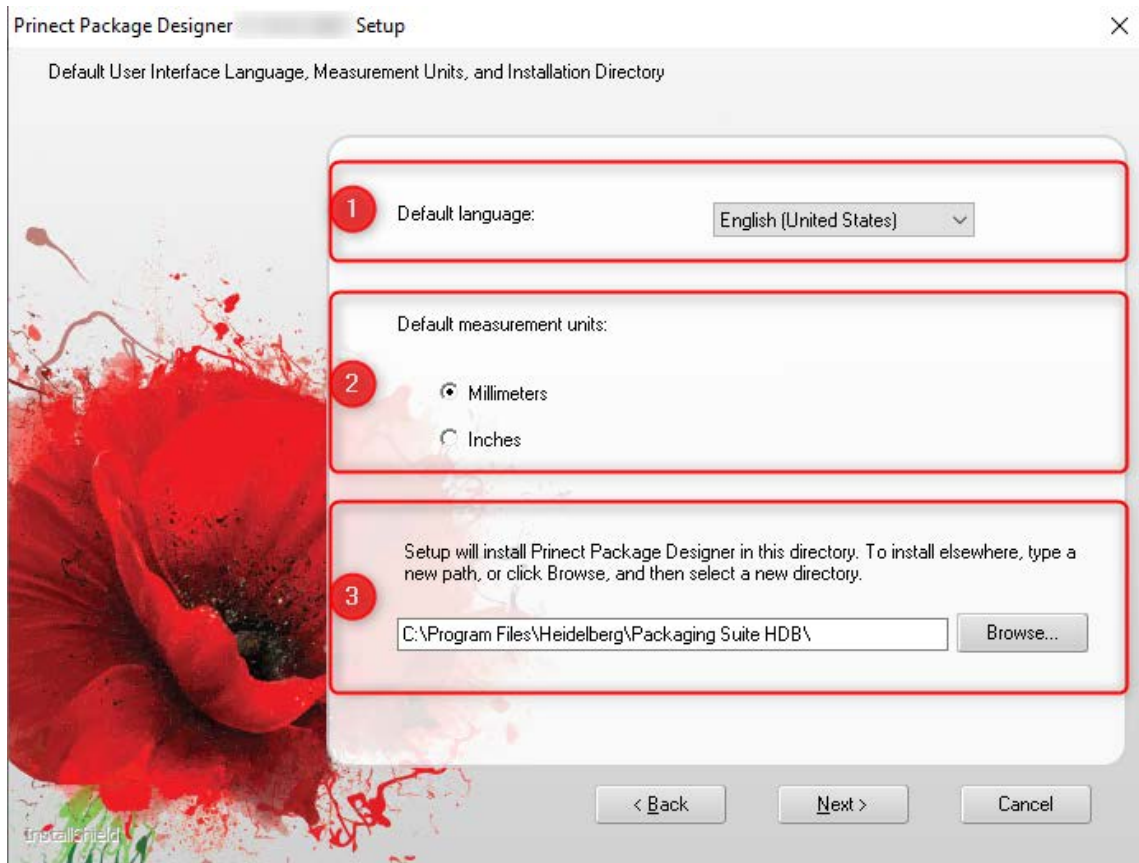 Prinect Package Designer Setup
Default User Interface Language, Measurement Units, and Installation Directory
1
Default language:
English (United States)
2
Default measurement units:
Millimeters
Inches
3
Setup will install Prinect Package Designer in this directory. To install elsewhere, type a
new path, or click Browse, and then select a new directory.
C:\Program Files\Heidelberg\Packaging Suite HDB\
Browse...
< Back
Next >
Cancel
InstallShield